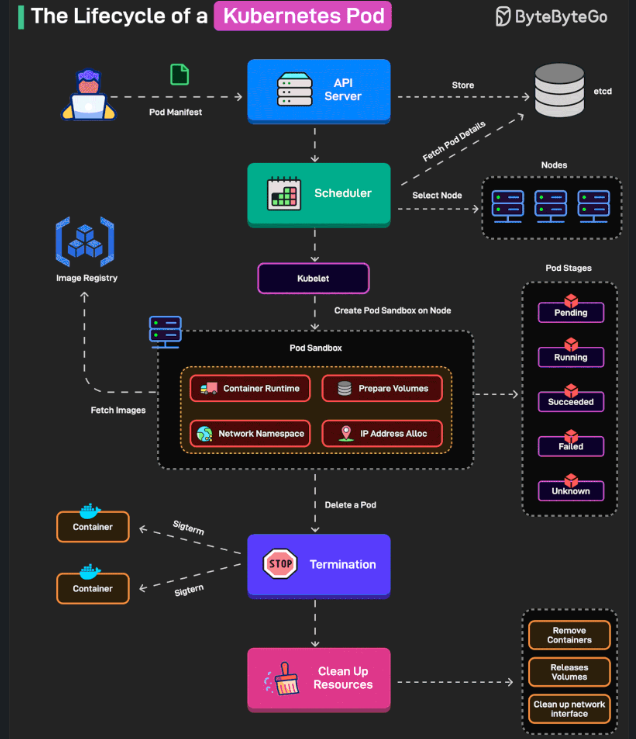 The Lifecycle of a Kubernetes Pod
ByteByteGo
API
Server
Pod Manifest
Store
etcd
Fetch Pod Details
Scheduler
Select Node
Nodes
Image Registry
Kubelet
Create Pod Sandbox on Node
Pod Stages
Pending
Running
Succeeded
Failed
Unknown
Pod Sandbox
Container Runtime
Prepare Volumes
Network Namespace
IP Address Alloc
Fetch Images
Delete a Pod
Container
Sigterm
Container
Sigtern
STOP
Termination
Clean Up
Resources
Remove
Containers
Releases
Volumes
Clean up network
interface